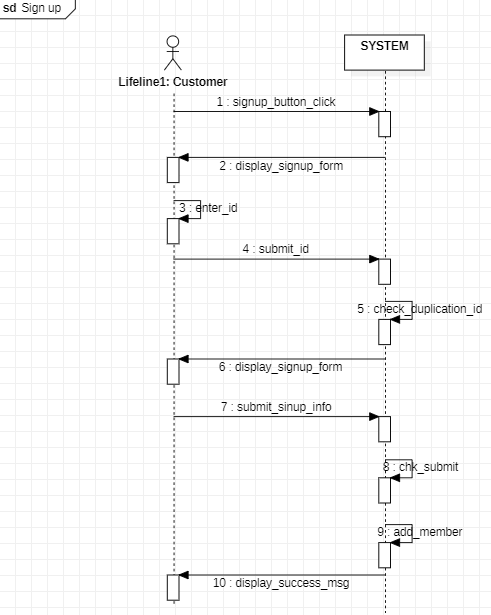 sd Sign up
SYSTEM
Lifeline1: Customer
1 : signup_button_click
2 : display_signup_form
3 : enter_id
4 : submit_id
5 : check_duplication_id
6 : display_signup_form
7 : submit_sinup_info
8 : chk_submit
9 : add_member
10 : display_success_msg